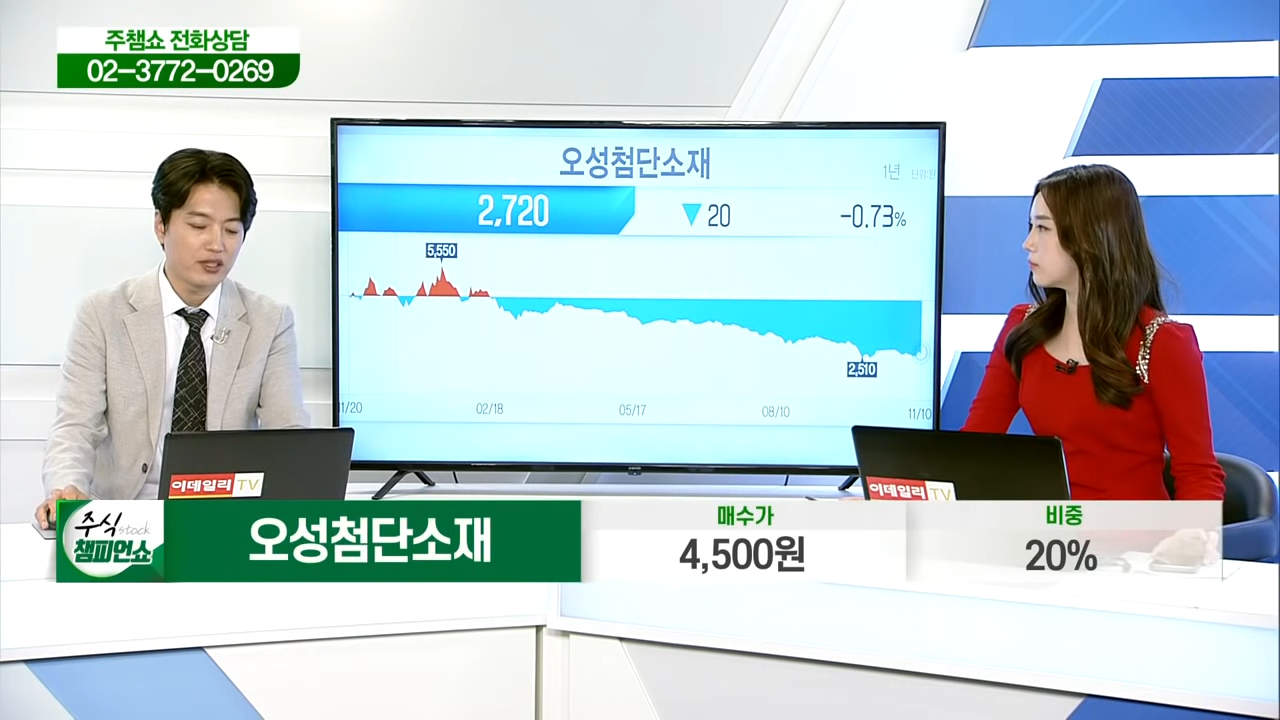 주챔쇼 전화상담
02-3772-0269
오성첨단소재
1년 단위:원
2,720 ▼20 -0.73%
5,550
2,510
11/20 02/18 05/17 08/10 11/10
이데일리TV
이데일리TV
주식 stock
챔피언쇼
오성첨단소재
매수가 비중
4,500원 20%